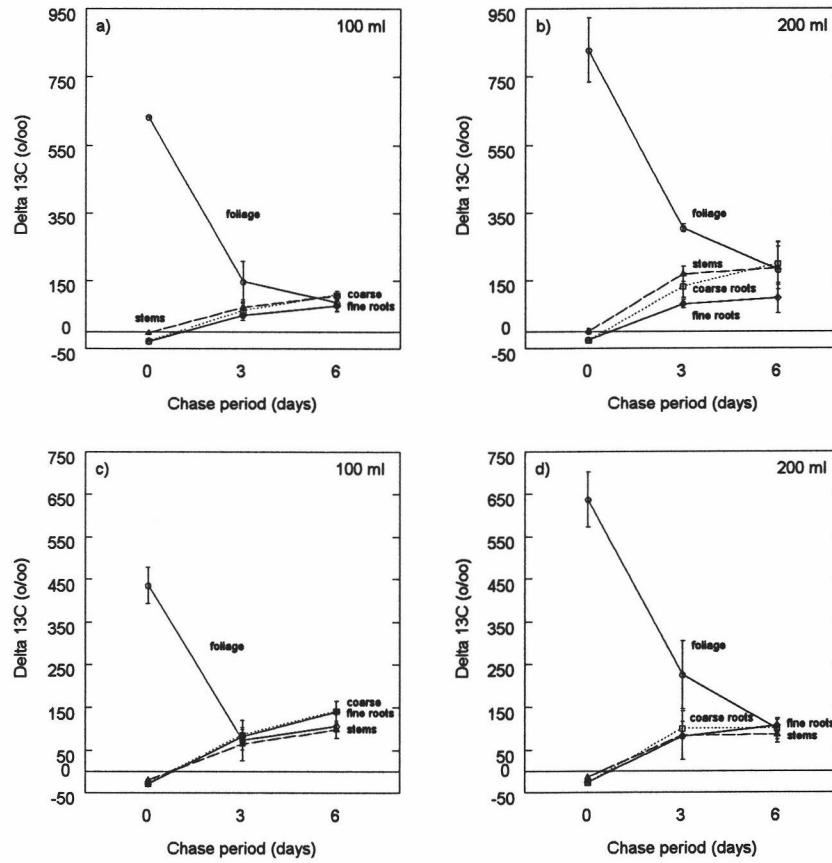 a)
100 ml
950
750
550
350
150
0
-50
Delta 13C (o/oo)
foliage
stems
coarse
fine roots
0 3 6
Chase period (days)
b)
200 ml
950
750
550
350
150
0
-50
Delta 13C (o/oo)
foliage
stems
coarse roots
fine roots
0 3 6
Chase period (days)
c)
100 ml
750
650
550
450
350
250
150
50
0
-50
Delta 13C (o/oo)
foliage
coarse
fine roots
stems
0 3 6
Chase period (days)
d)
200 ml
750
650
550
450
350
250
150
50
0
-50
Delta 13C (o/oo)
foliage
coarse roots
fine roots
stems
0 3 6
Chase period (days)